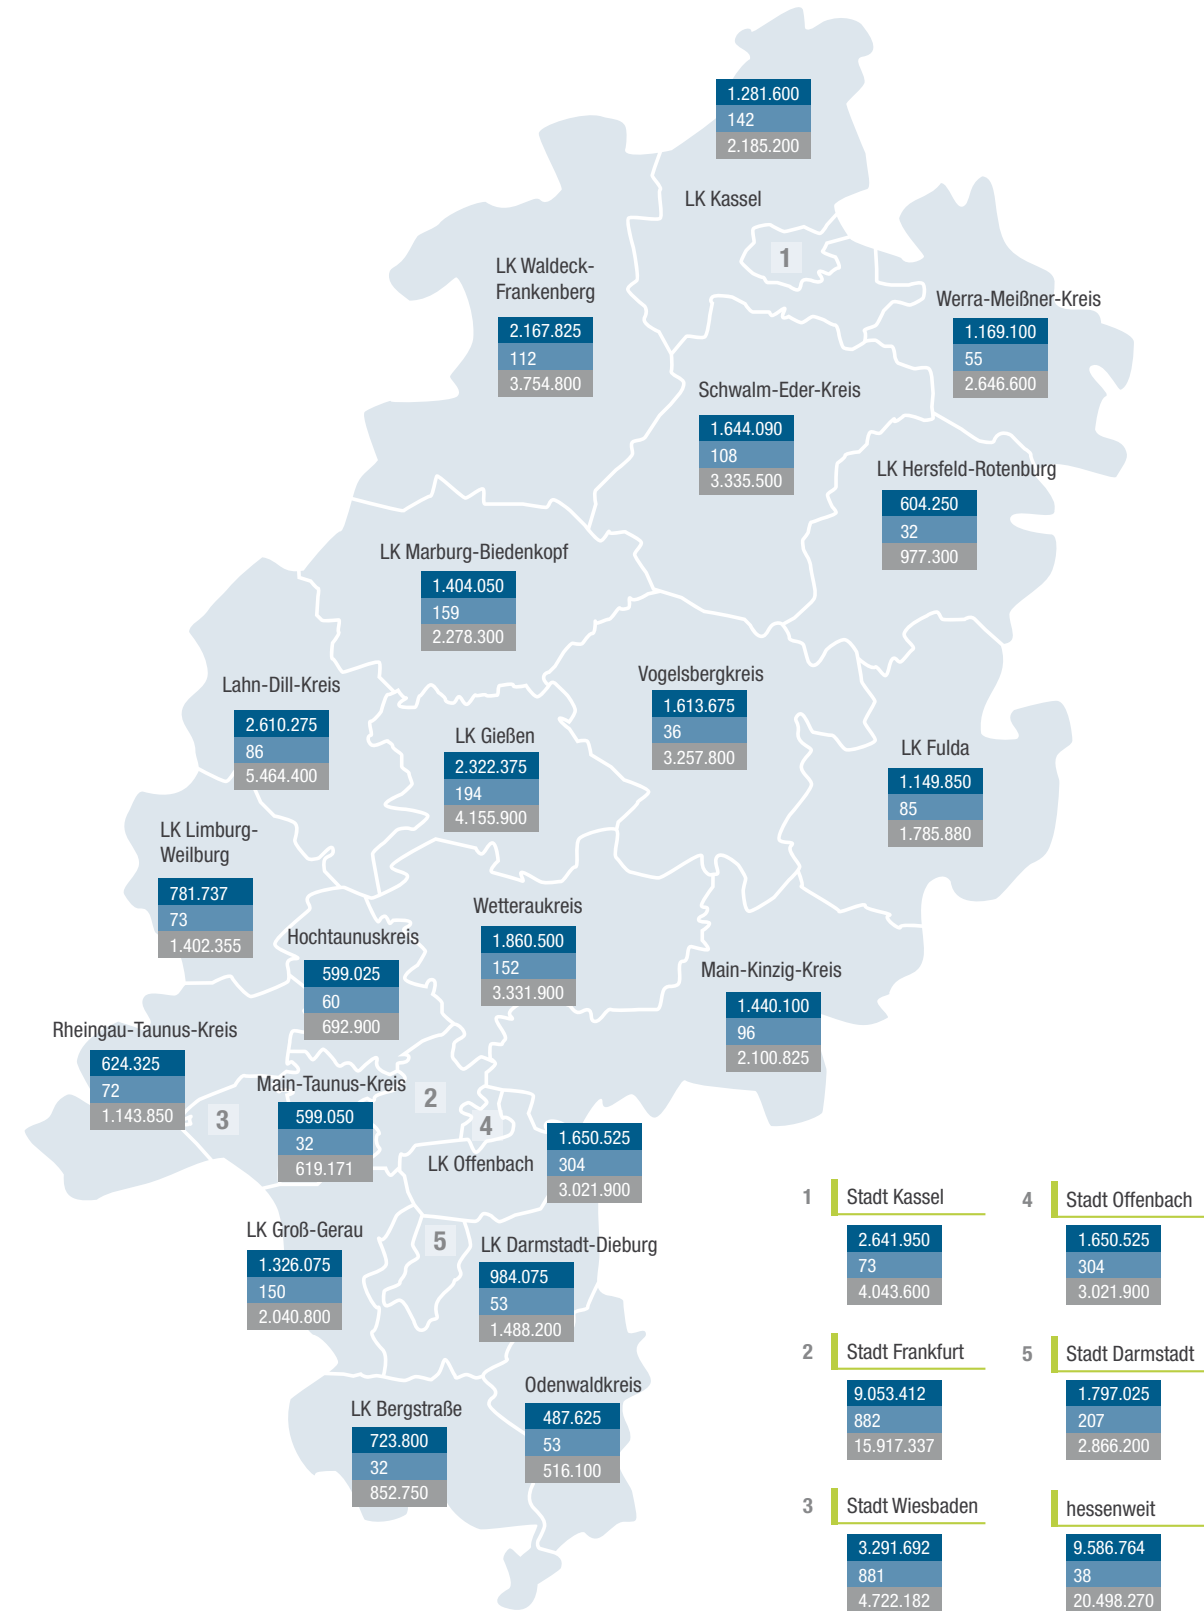 1.281.600
142
2.185.200
LK Kassel
1
LK Waldeck-
Frankenberg
2.167.825
112
3.754.800
Werra-Meißner-Kreis
1.169.100
55
2.646.600
Schwalm-Eder-Kreis
1.644.090
108
3.335.500
LK Hersfeld-Rotenburg
604.250
32
977.300
LK Marburg-Biedenkopf
1.404.050
159
2.278.300
Lahn-Dill-Kreis
2.610.275
86
5.464.400
LK Gießen
2.322.375
194
4.155.900
Vogelsbergkreis
1.613.675
36
3.257.800
LK Fulda
1.149.850
85
1.785.880
LK Limburg-
Weilburg
781.737
73
1.402.355
Hochtaunuskreis
599.025
60
692.900
Wetteraukreis
1.860.500
152
3.331.900
Main-Kinzig-Kreis
1.440.100
96
2.100.825
Rheingau-Taunus-Kreis
624.325
72
1.143.850
3
Main-Taunus-Kreis
599.050
32
619.171
2
4
LK Offenbach
1.650.525
304
3.021.900
LK Groß-Gerau
1.326.075
150
2.040.800
5
LK Darmstadt-Dieburg
984.075
53
1.488.200
LK Bergstraße
723.800
32
852.750
Odenwaldkreis
487.625
53
516.100
1 Stadt Kassel
2.641.950
73
4.043.600
2 Stadt Frankfurt
9.053.412
882
15.917.337
3 Stadt Wiesbaden
3.291.692
881
4.722.182
4 Stadt Offenbach
1.650.525
304
3.021.900
5 Stadt Darmstadt
1.797.025
207
2.866.200
hessenweit
9.586.764
38
20.498.270